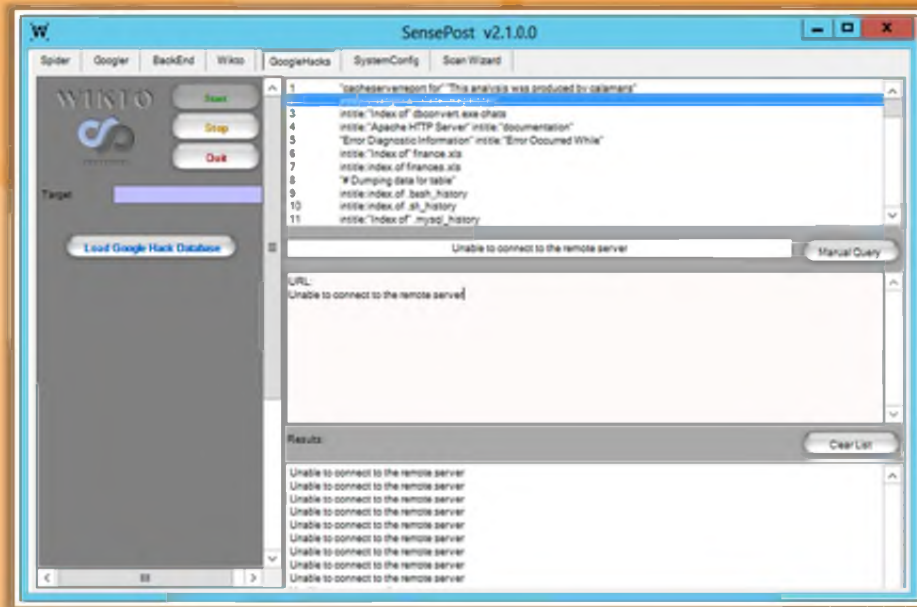 W
SensePost v2.1.0.0
Spider Googler BackEnd Wikto GoogleHacks SystemConfig Scan Wizard
WIKTO
Start
Stop
Quit
Target
Load Google Hack Database
1 "cacheserverreport for" "This analysis was produced by calamaris"
3 intitle:"Index of" dbconvert.exe chats
4 intitle:"Apache HTTP Server" intitle:"documentation"
5 "Error Diagnostic Information" intitle:"Error Occurred While"
6 intitle:"Index of" finance.xls
7 intitle:index.of finances.xls
8 "# Dumping data for table"
9 intitle:index.of .bash_history
10 intitle:index.of .sh_history
11 intitle:"Index of" .mysql_history
Unable to connect to the remote server
Manual Query
URL:
Unable to connect to the remote server
Results:
Clear List
Unable to connect to the remote server
Unable to connect to the remote server
Unable to connect to the remote server
Unable to connect to the remote server
Unable to connect to the remote server
Unable to connect to the remote server
Unable to connect to the remote server
Unable to connect to the remote server
Unable to connect to the remote server